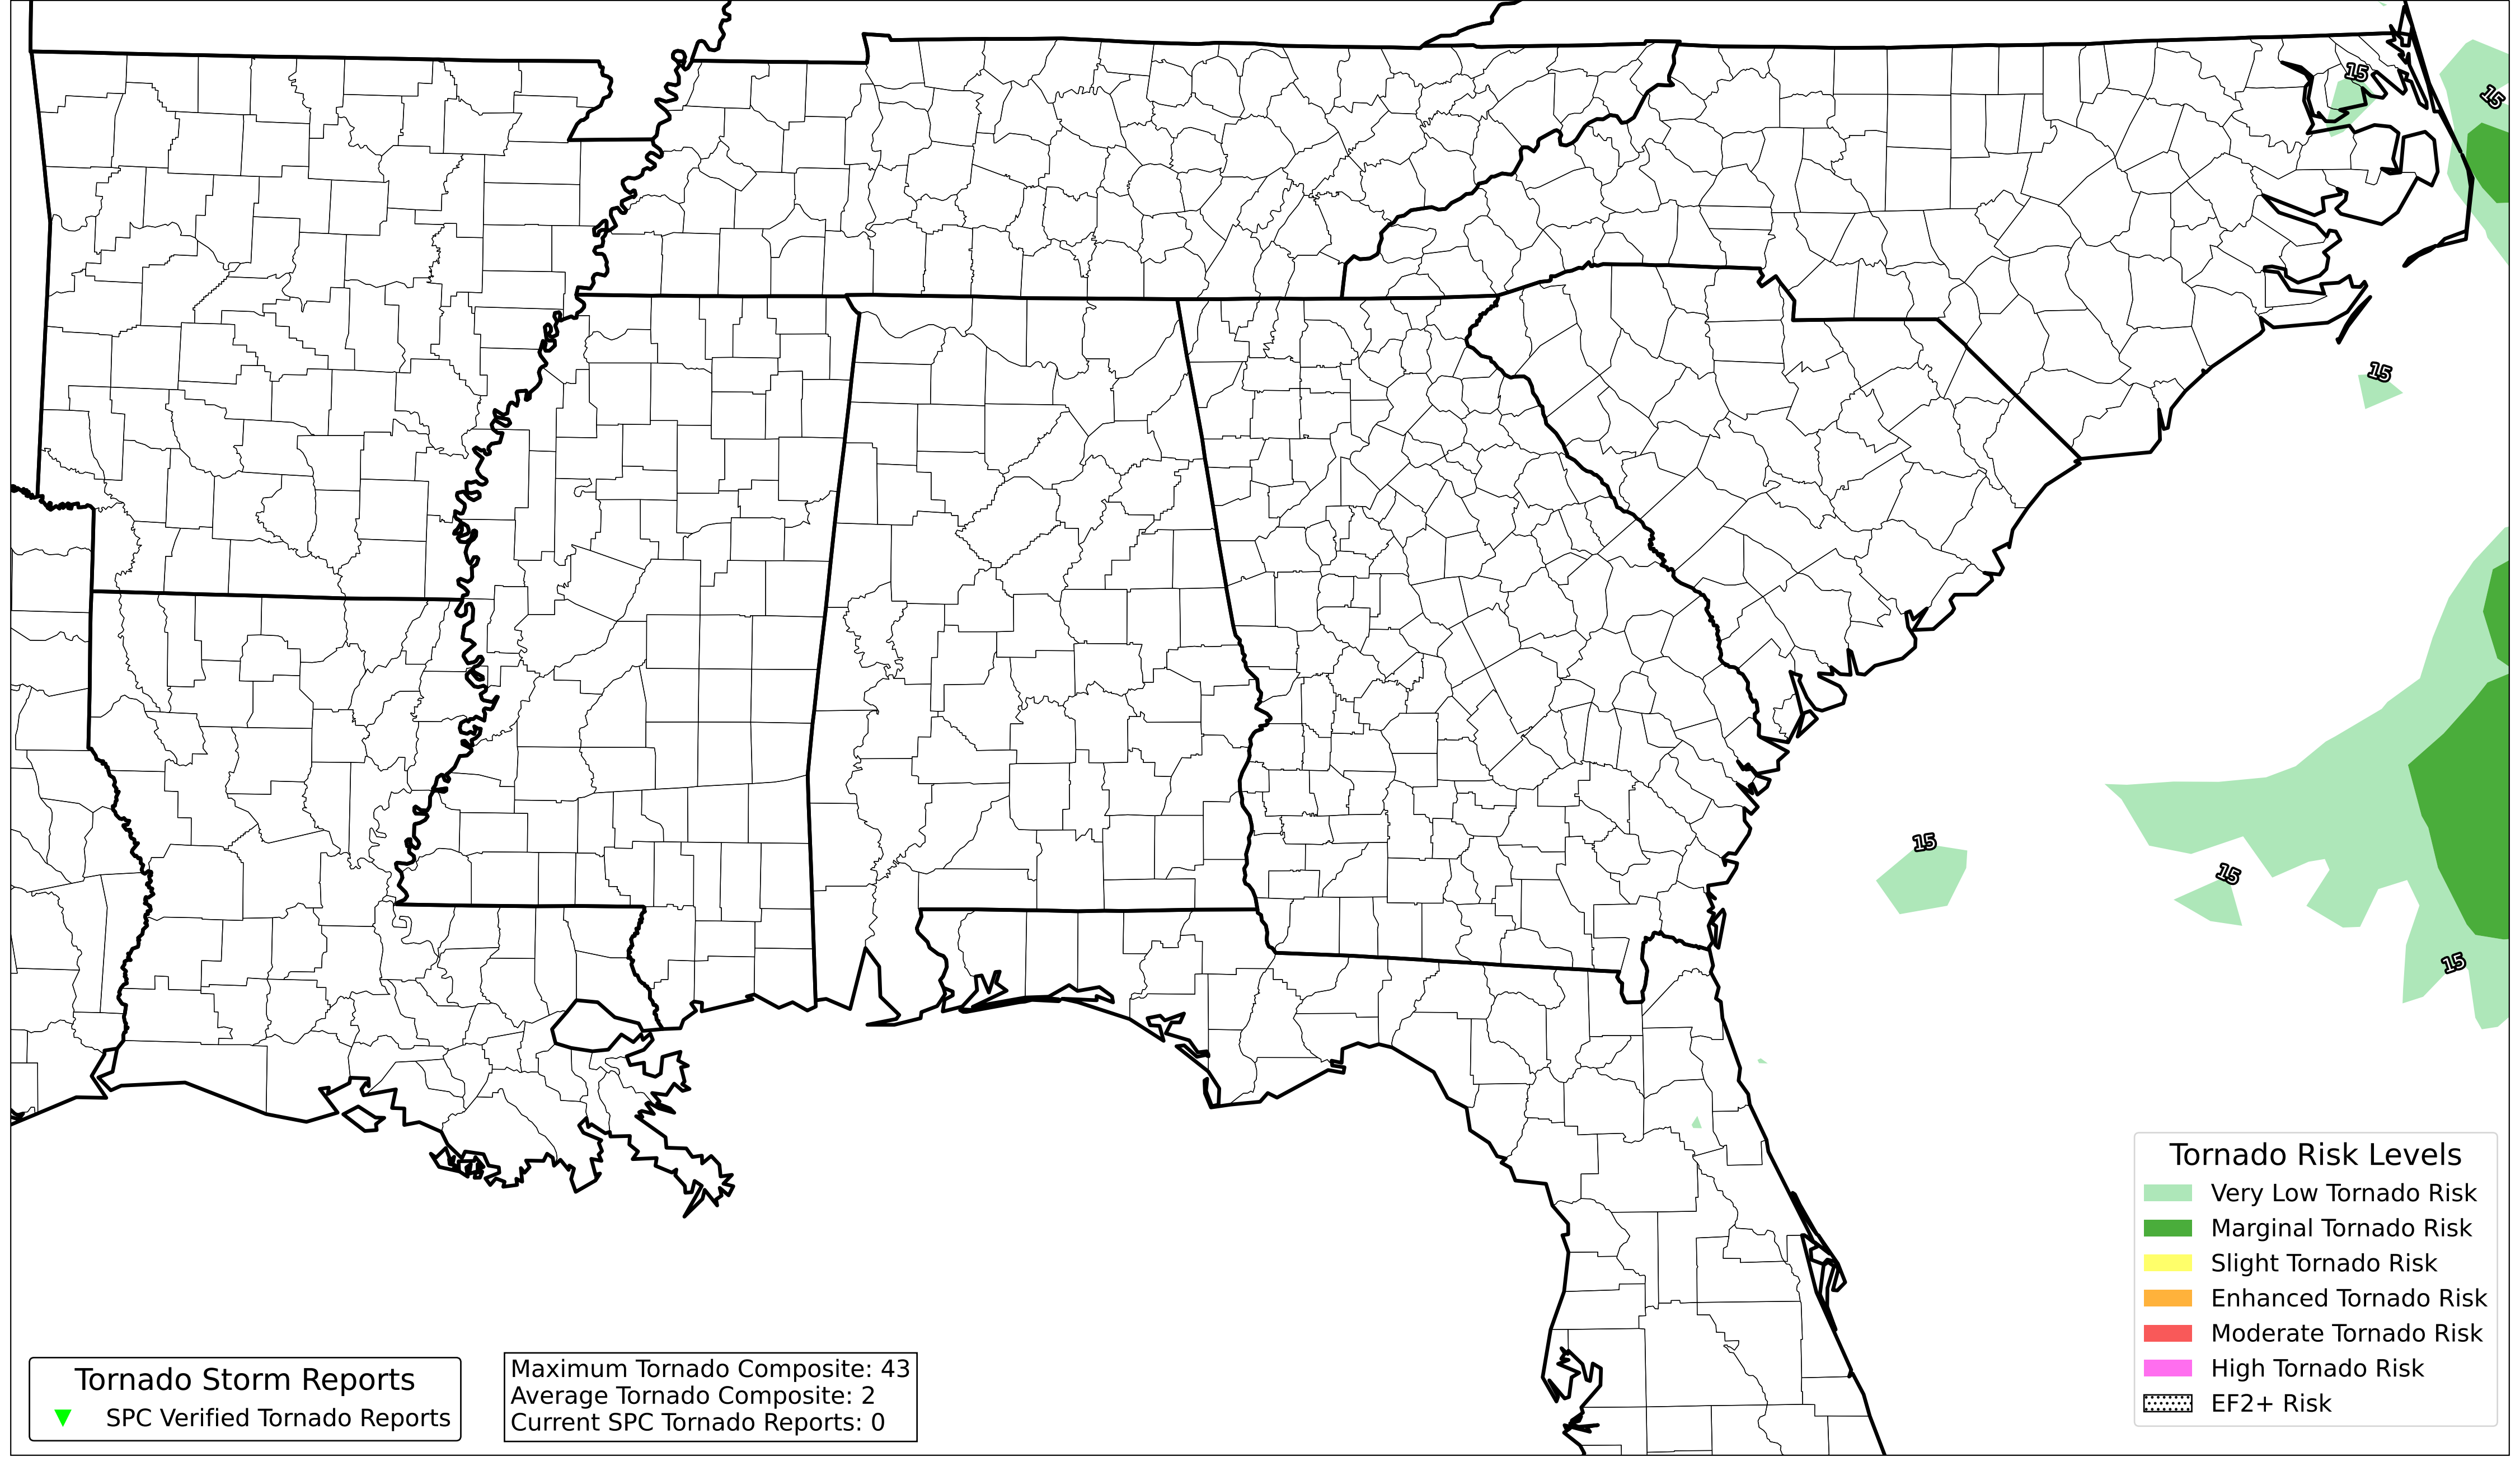 15
15
15
15
15
15
Tornado Risk Levels
Very Low Tornado Risk
Marginal Tornado Risk
Slight Tornado Risk
Enhanced Tornado Risk
Moderate Tornado Risk
High Tornado Risk
EF2+ Risk
Tornado Storm Reports
SPC Verified Tornado Reports
Maximum Tornado Composite: 43
Average Tornado Composite: 2
Current SPC Tornado Reports: 0